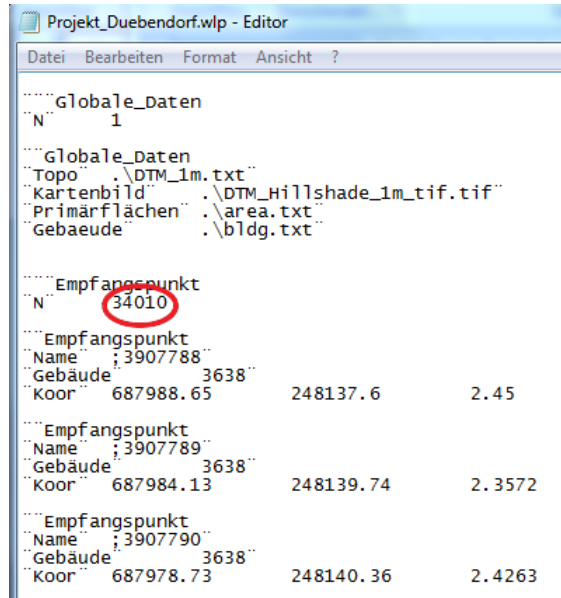 Projekt_Duebendorf.wlp - Editor
Datei Bearbeiten Format Ansicht ?
¨¨¨Globale_Daten
¨N¨ 1
¨¨Globale_Daten
¨Topo¨ .\DTM_1m.txt¨
¨Kartenbild¨ .\DTM_Hillshade_1m_tif.tif¨
¨Primärflächen¨ .\area.txt¨
¨Gebaeude¨ .\bldg.txt¨
¨¨¨Empfangspunkt
¨N¨ 34010
¨¨Empfangspunkt
¨Name¨ ;3907788¨
¨Gebäude¨ 3638¨
¨Koor¨ 687988.65 248137.6 2.45
¨¨Empfangspunkt
¨Name¨ ;3907789¨
¨Gebäude¨ 3638¨
¨Koor¨ 687984.13 248139.74 2.3572
¨¨Empfangspunkt
¨Name¨ ;3907790¨
¨Gebäude¨ 3638¨
¨Koor¨ 687978.73 248140.36 2.4263